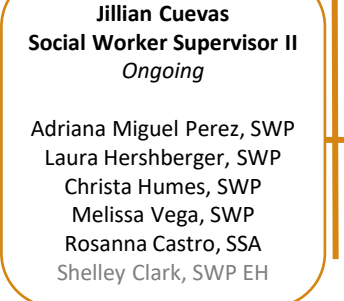 Jillian Cuevas
Social Worker Supervisor II
Ongoing
Adriana Miguel Perez, SWP
Laura Hershberger, SWP
Christa Humes, SWP
Melissa Vega, SWP
Rosanna Castro, SSA
Shelley Clark, SWP EH